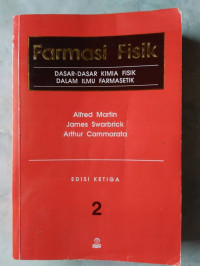 Farmasi Fisik
DASAR-DASAR KIMIA FISIK
DALAM ILMU FARMASETIK
Alfred Martin
James Swarbrick
Arthur Cammarata
EDISI KETIGA
2